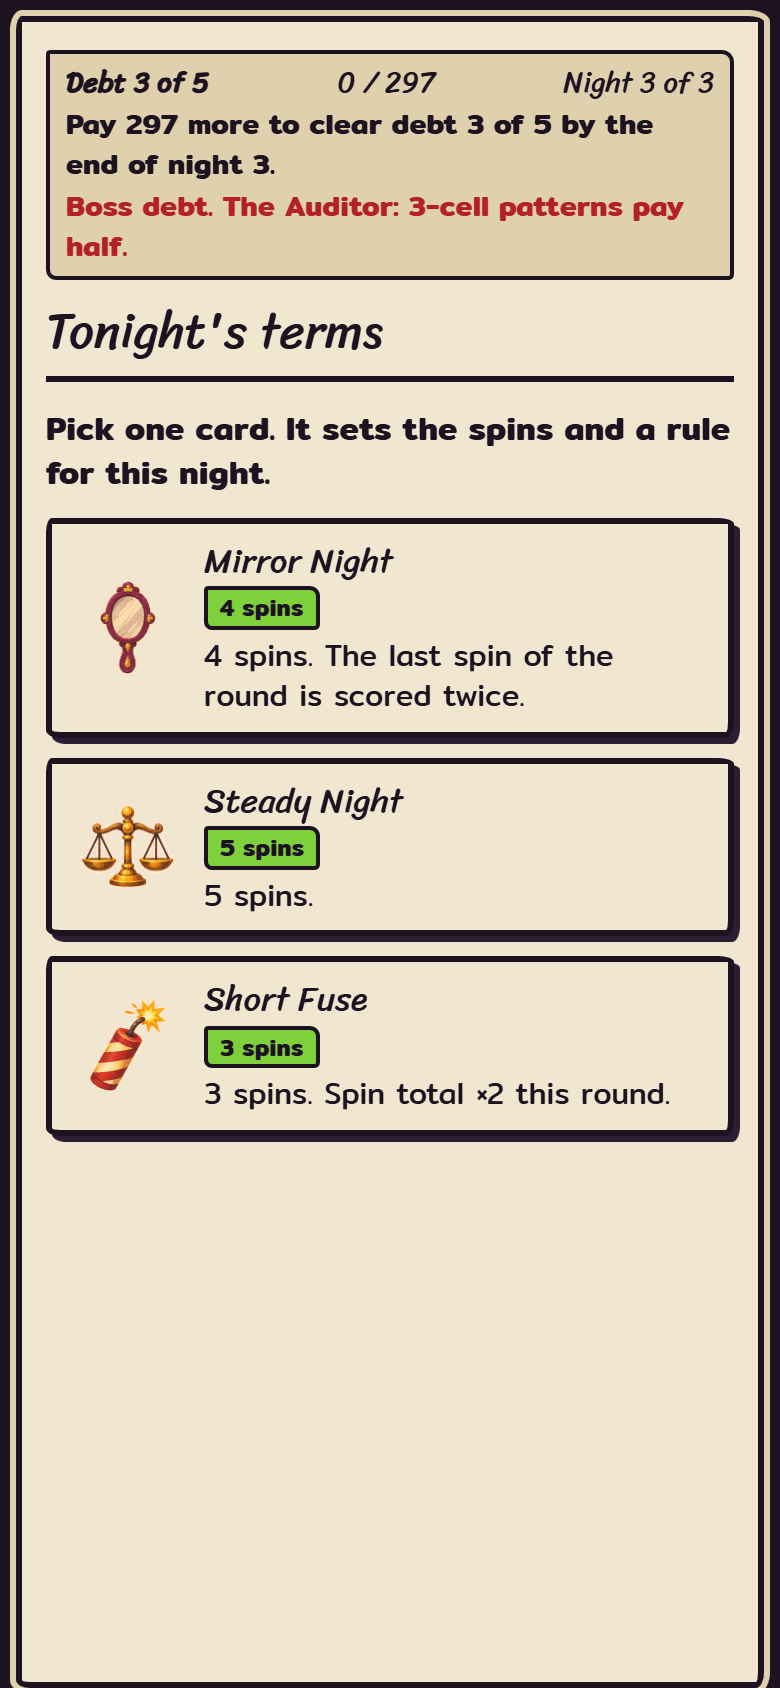 Debt 3 of 5 0 / 297 Night 3 of 3
Pay 297 more to clear debt 3 of 5 by the
end of night 3.
Boss debt. The Auditor: 3-cell patterns pay
half.
Tonight's terms
Pick one card. It sets the spins and a rule
for this night.
Mirror Night
4 spins
4 spins. The last spin of the
round is scored twice.
Steady Night
5 spins
5 spins.
Short Fuse
3 spins
3 spins. Spin total ×2 this round.